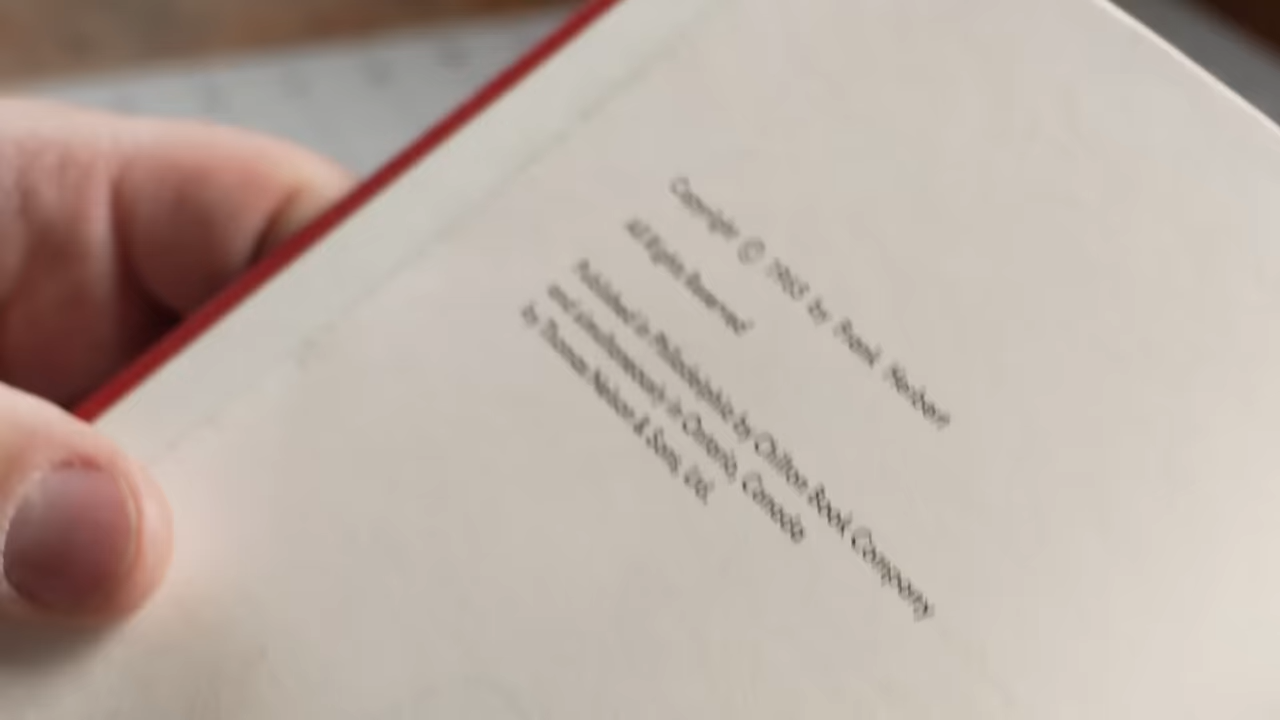 Copyright © 1965 by Frank Herbert
All Rights Reserved
Published in Philadelphia by Chilton Book Company,
and simultaneously in Ontario, Canada
by Thomas Nelson & Sons, Ltd.